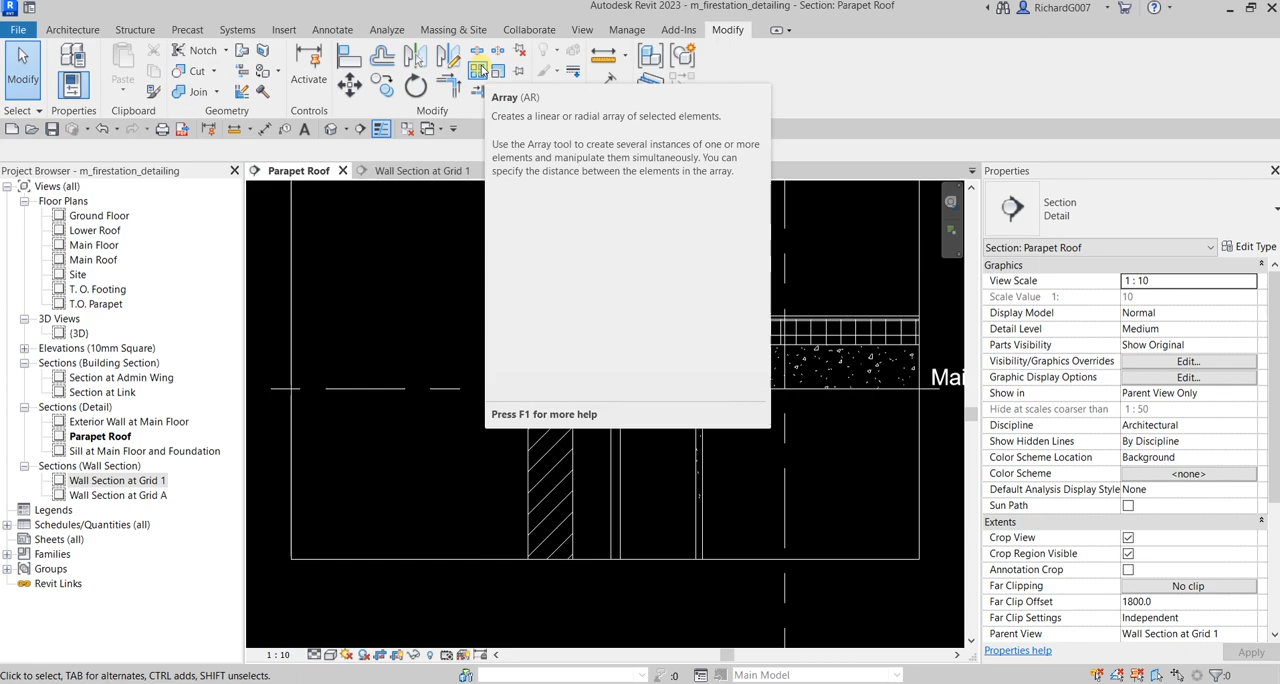 Autodesk Revit 2023 - m_firestation_detailing - Section: Parapet Roof
RichardG007
File
Architecture
Structure
Precast
Systems
Insert
Annotate
Analyze
Massing & Site
Collaborate
View
Manage
Add-Ins
Modify
Modify
Paste
Notch
Cut
Join
Activate
Select
Properties
Clipboard
Geometry
Controls
Modify
Array (AR)
Creates a linear or radial array of selected elements.
Use the Array tool to create several instances of one or more
elements and manipulate them simultaneously. You can
specify the distance between the elements in the array.
Press F1 for more help
Project Browser - m_firestation_detailing
Views (all)
Floor Plans
Ground Floor
Lower Roof
Main Floor
Main Roof
Site
T. O. Footing
T.O. Parapet
3D Views
{3D}
Elevations (10mm Square)
Sections (Building Section)
Section at Admin Wing
Section at Link
Sections (Detail)
Exterior Wall at Main Floor
Parapet Roof
Sill at Main Floor and Foundation
Sections (Wall Section)
Wall Section at Grid 1
Wall Section at Grid A
Legends
Schedules/Quantities (all)
Sheets (all)
Families
Groups
Revit Links
Parapet Roof
Wall Section at Grid 1
Mai
1 : 10
Properties
Section
Detail
Section: Parapet Roof
Edit Type
Graphics
View Scale 1 : 10
Scale Value 1: 10
Display Model Normal
Detail Level Medium
Parts Visibility Show Original
Visibility/Graphics Overrides Edit...
Graphic Display Options Edit...
Show in Parent View Only
Hide at scales coarser than 1 : 50
Discipline Architectural
Show Hidden Lines By Discipline
Color Scheme Location Background
Color Scheme <none>
Default Analysis Display Style None
Sun Path
Extents
Crop View
Crop Region Visible
Annotation Crop
Far Clipping No clip
Far Clip Offset 1800.0
Far Clip Settings Independent
Parent View Wall Section at Grid 1
Properties help
Apply
Click to select, TAB for alternates, CTRL adds, SHIFT unselects.
:0
Main Model
:0